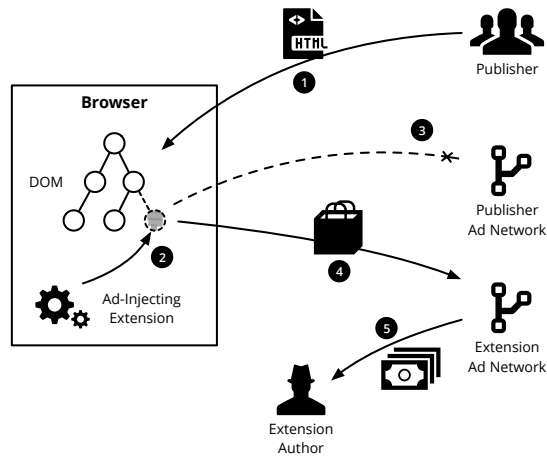 HTML
Publisher
1
Browser
3
DOM
Publisher
Ad Network
2
4
Ad-Injecting
Extension
5
Extension
Ad Network
Extension
Author